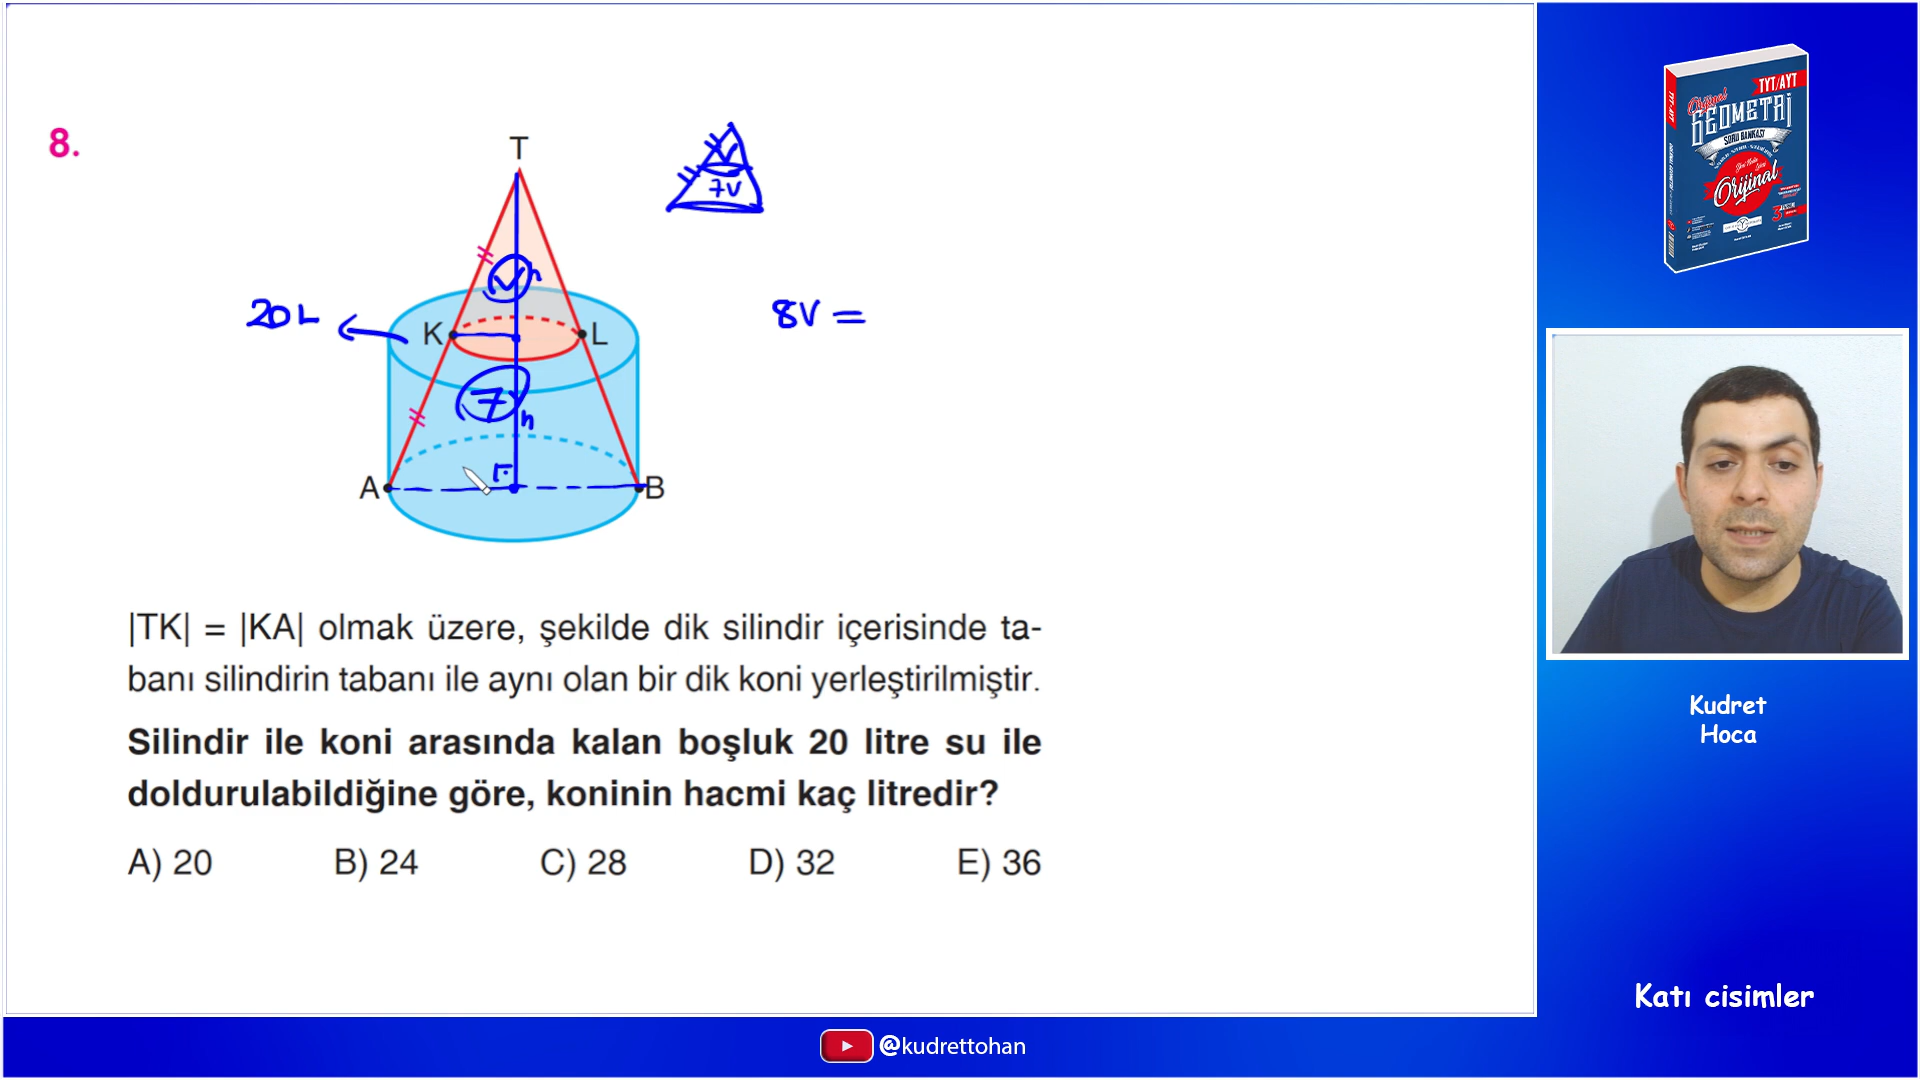 8.
T
V
7V
h
20L
K
L
8V =
7
h
A
B
|TK| = |KA| olmak üzere, şekilde dik silindir içerisinde ta-
banı silindirin tabanı ile aynı olan bir dik koni yerleştirilmiştir.
Silindir ile koni arasında kalan boşluk 20 litre su ile
doldurulabildiğine göre, koninin hacmi kaç litredir?
A) 20 B) 24 C) 28 D) 32 E) 36
TYT/AYT
Orijinal
GEOMETRİ
SORU BANKASI
Orijinal
Kudret
Hoca
Katı cisimler
@kudrettohan